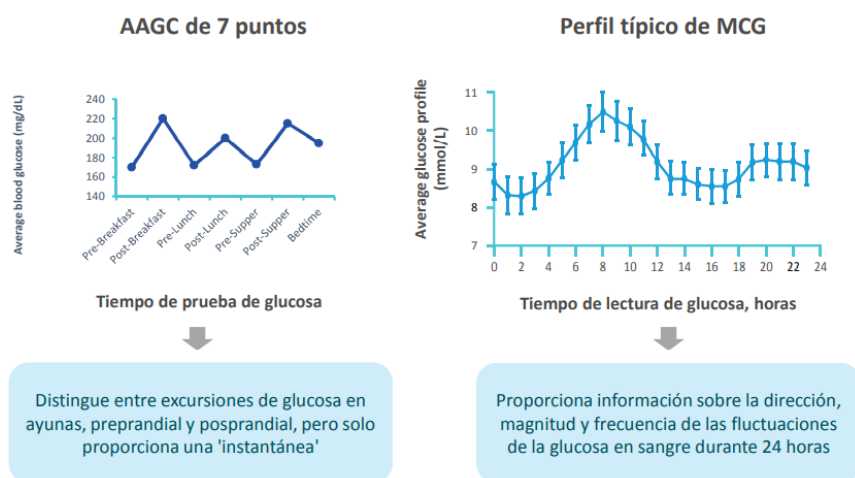 AAGC de 7 puntos
Average blood glucose (mg/dL)
240
220
200
180
160
140
Pre-Breakfast
Post-Breakfast
Pre-Lunch
Post-Lunch
Pre-Supper
Post-Supper
Bedtime
Tiempo de prueba de glucosa
Distingue entre excursiones de glucosa en
ayunas, preprandial y posprandial, pero solo
proporciona una 'instantánea'
Perfil típico de MCG
Average glucose profile
(mmol/L)
11
10
9
8
7
0 2 4 6 8 10 12 14 16 18 20 22 24
Tiempo de lectura de glucosa, horas
Proporciona información sobre la dirección,
magnitud y frecuencia de las fluctuaciones
de la glucosa en sangre durante 24 horas